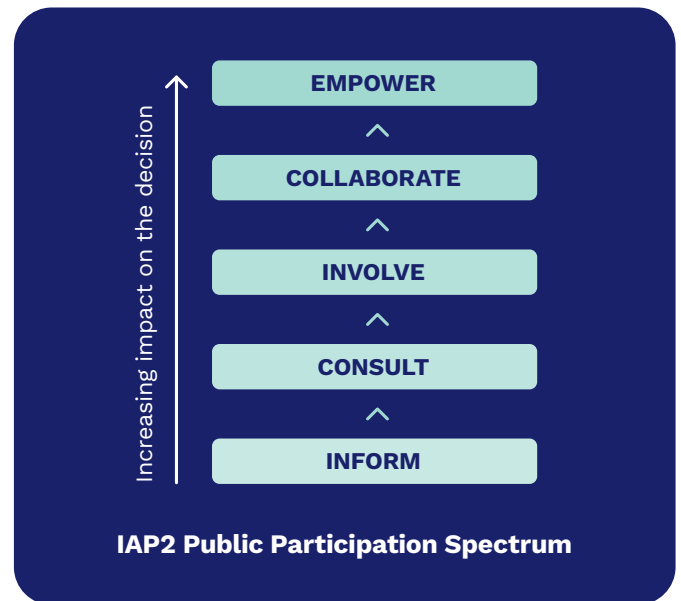 EMPOWER
COLLABORATE
INVOLVE
CONSULT
INFORM
Increasing impact on the decision
IAP2 Public Participation Spectrum